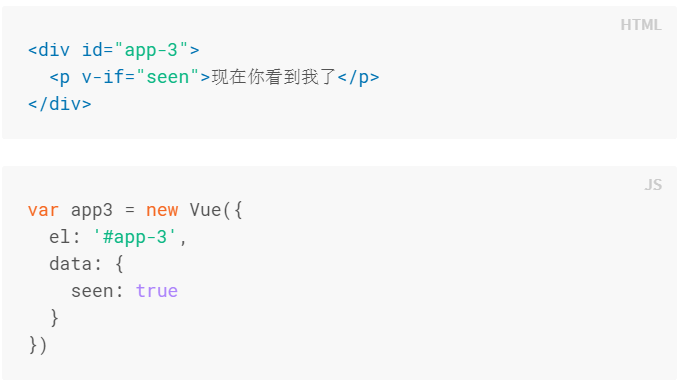 HTML
<div id="app-3">
  <p v-if="seen">现在你看到我了</p>
</div>
JS
var app3 = new Vue({
  el: '#app-3',
  data: {
    seen: true
  }
})